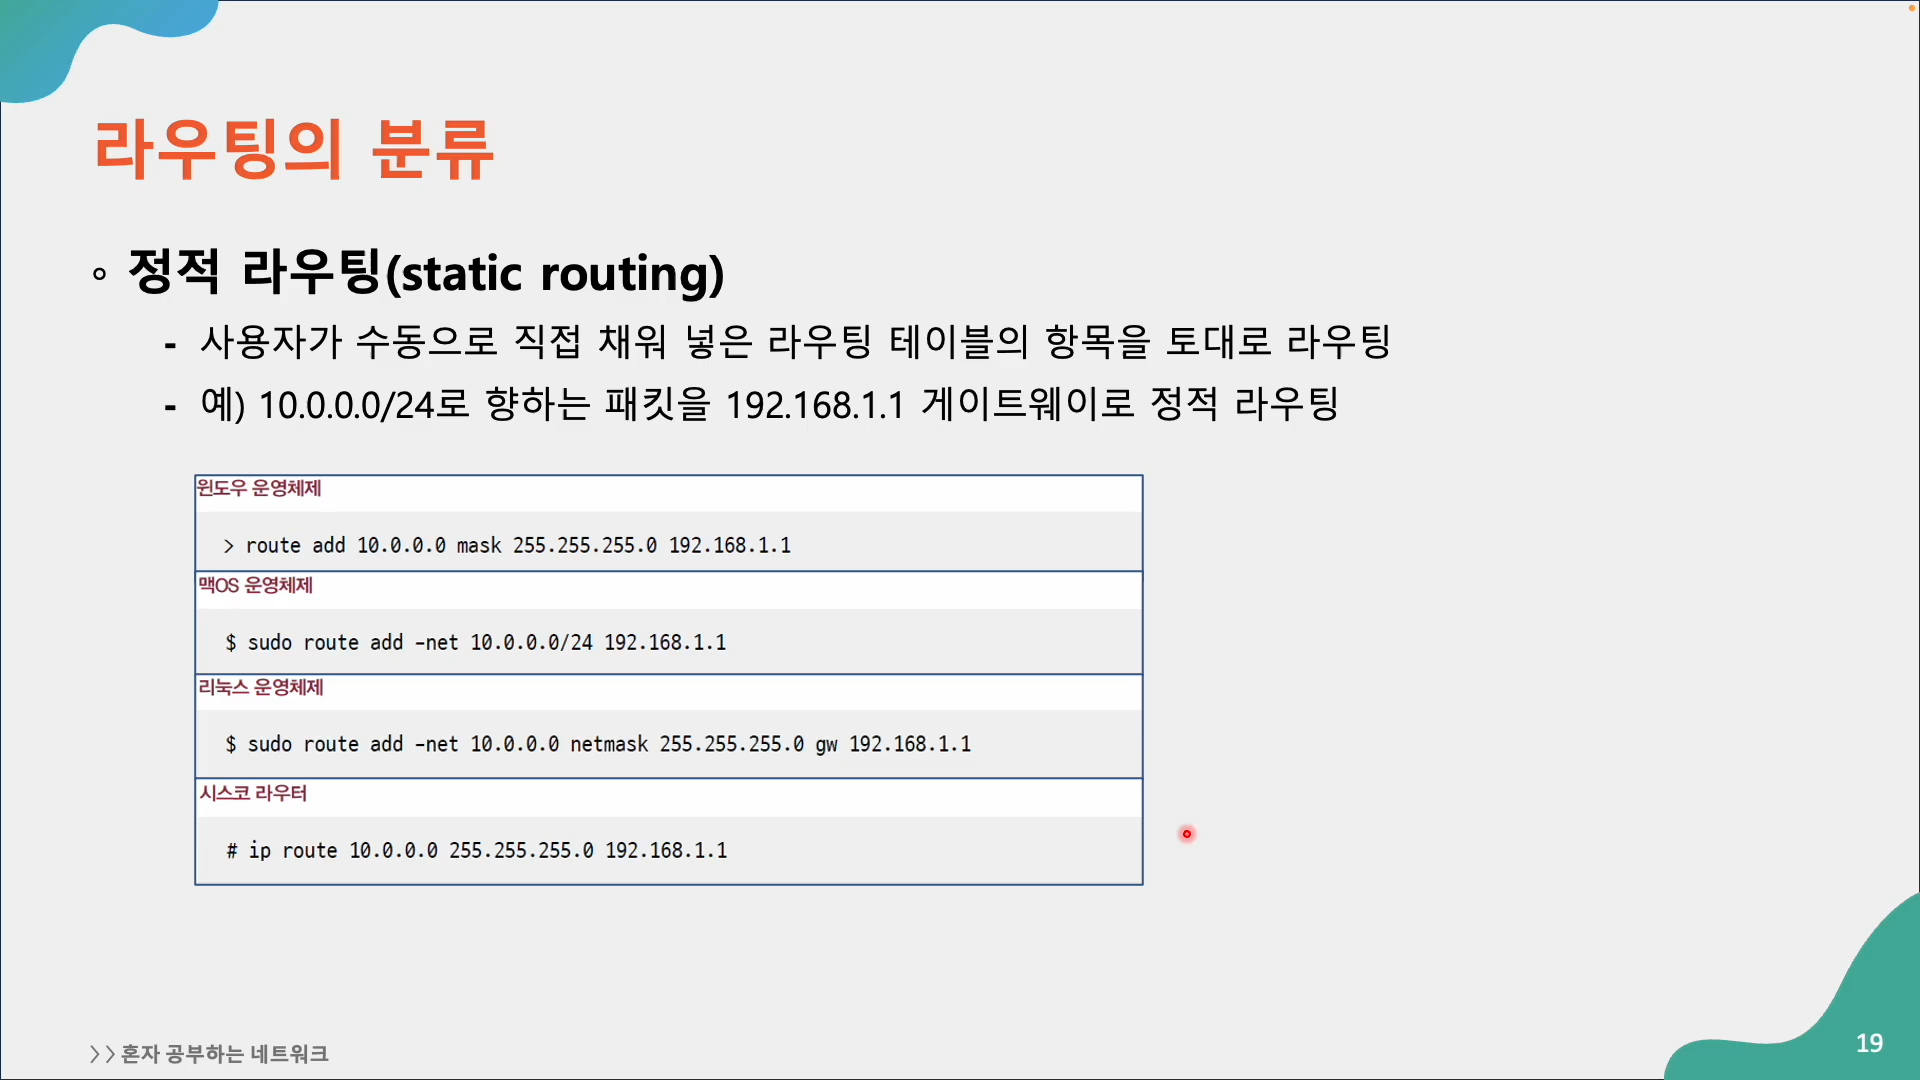 라우팅의 분류
◦ 정적 라우팅(static routing)
- 사용자가 수동으로 직접 채워 넣은 라우팅 테이블의 항목을 토대로 라우팅
- 예) 10.0.0.0/24로 향하는 패킷을 192.168.1.1 게이트웨이로 정적 라우팅
윈도우 운영체제
> route add 10.0.0.0 mask 255.255.255.0 192.168.1.1
맥OS 운영체제
$ sudo route add -net 10.0.0.0/24 192.168.1.1
리눅스 운영체제
$ sudo route add -net 10.0.0.0 netmask 255.255.255.0 gw 192.168.1.1
시스코 라우터
# ip route 10.0.0.0 255.255.255.0 192.168.1.1
>> 혼자 공부하는 네트워크
19